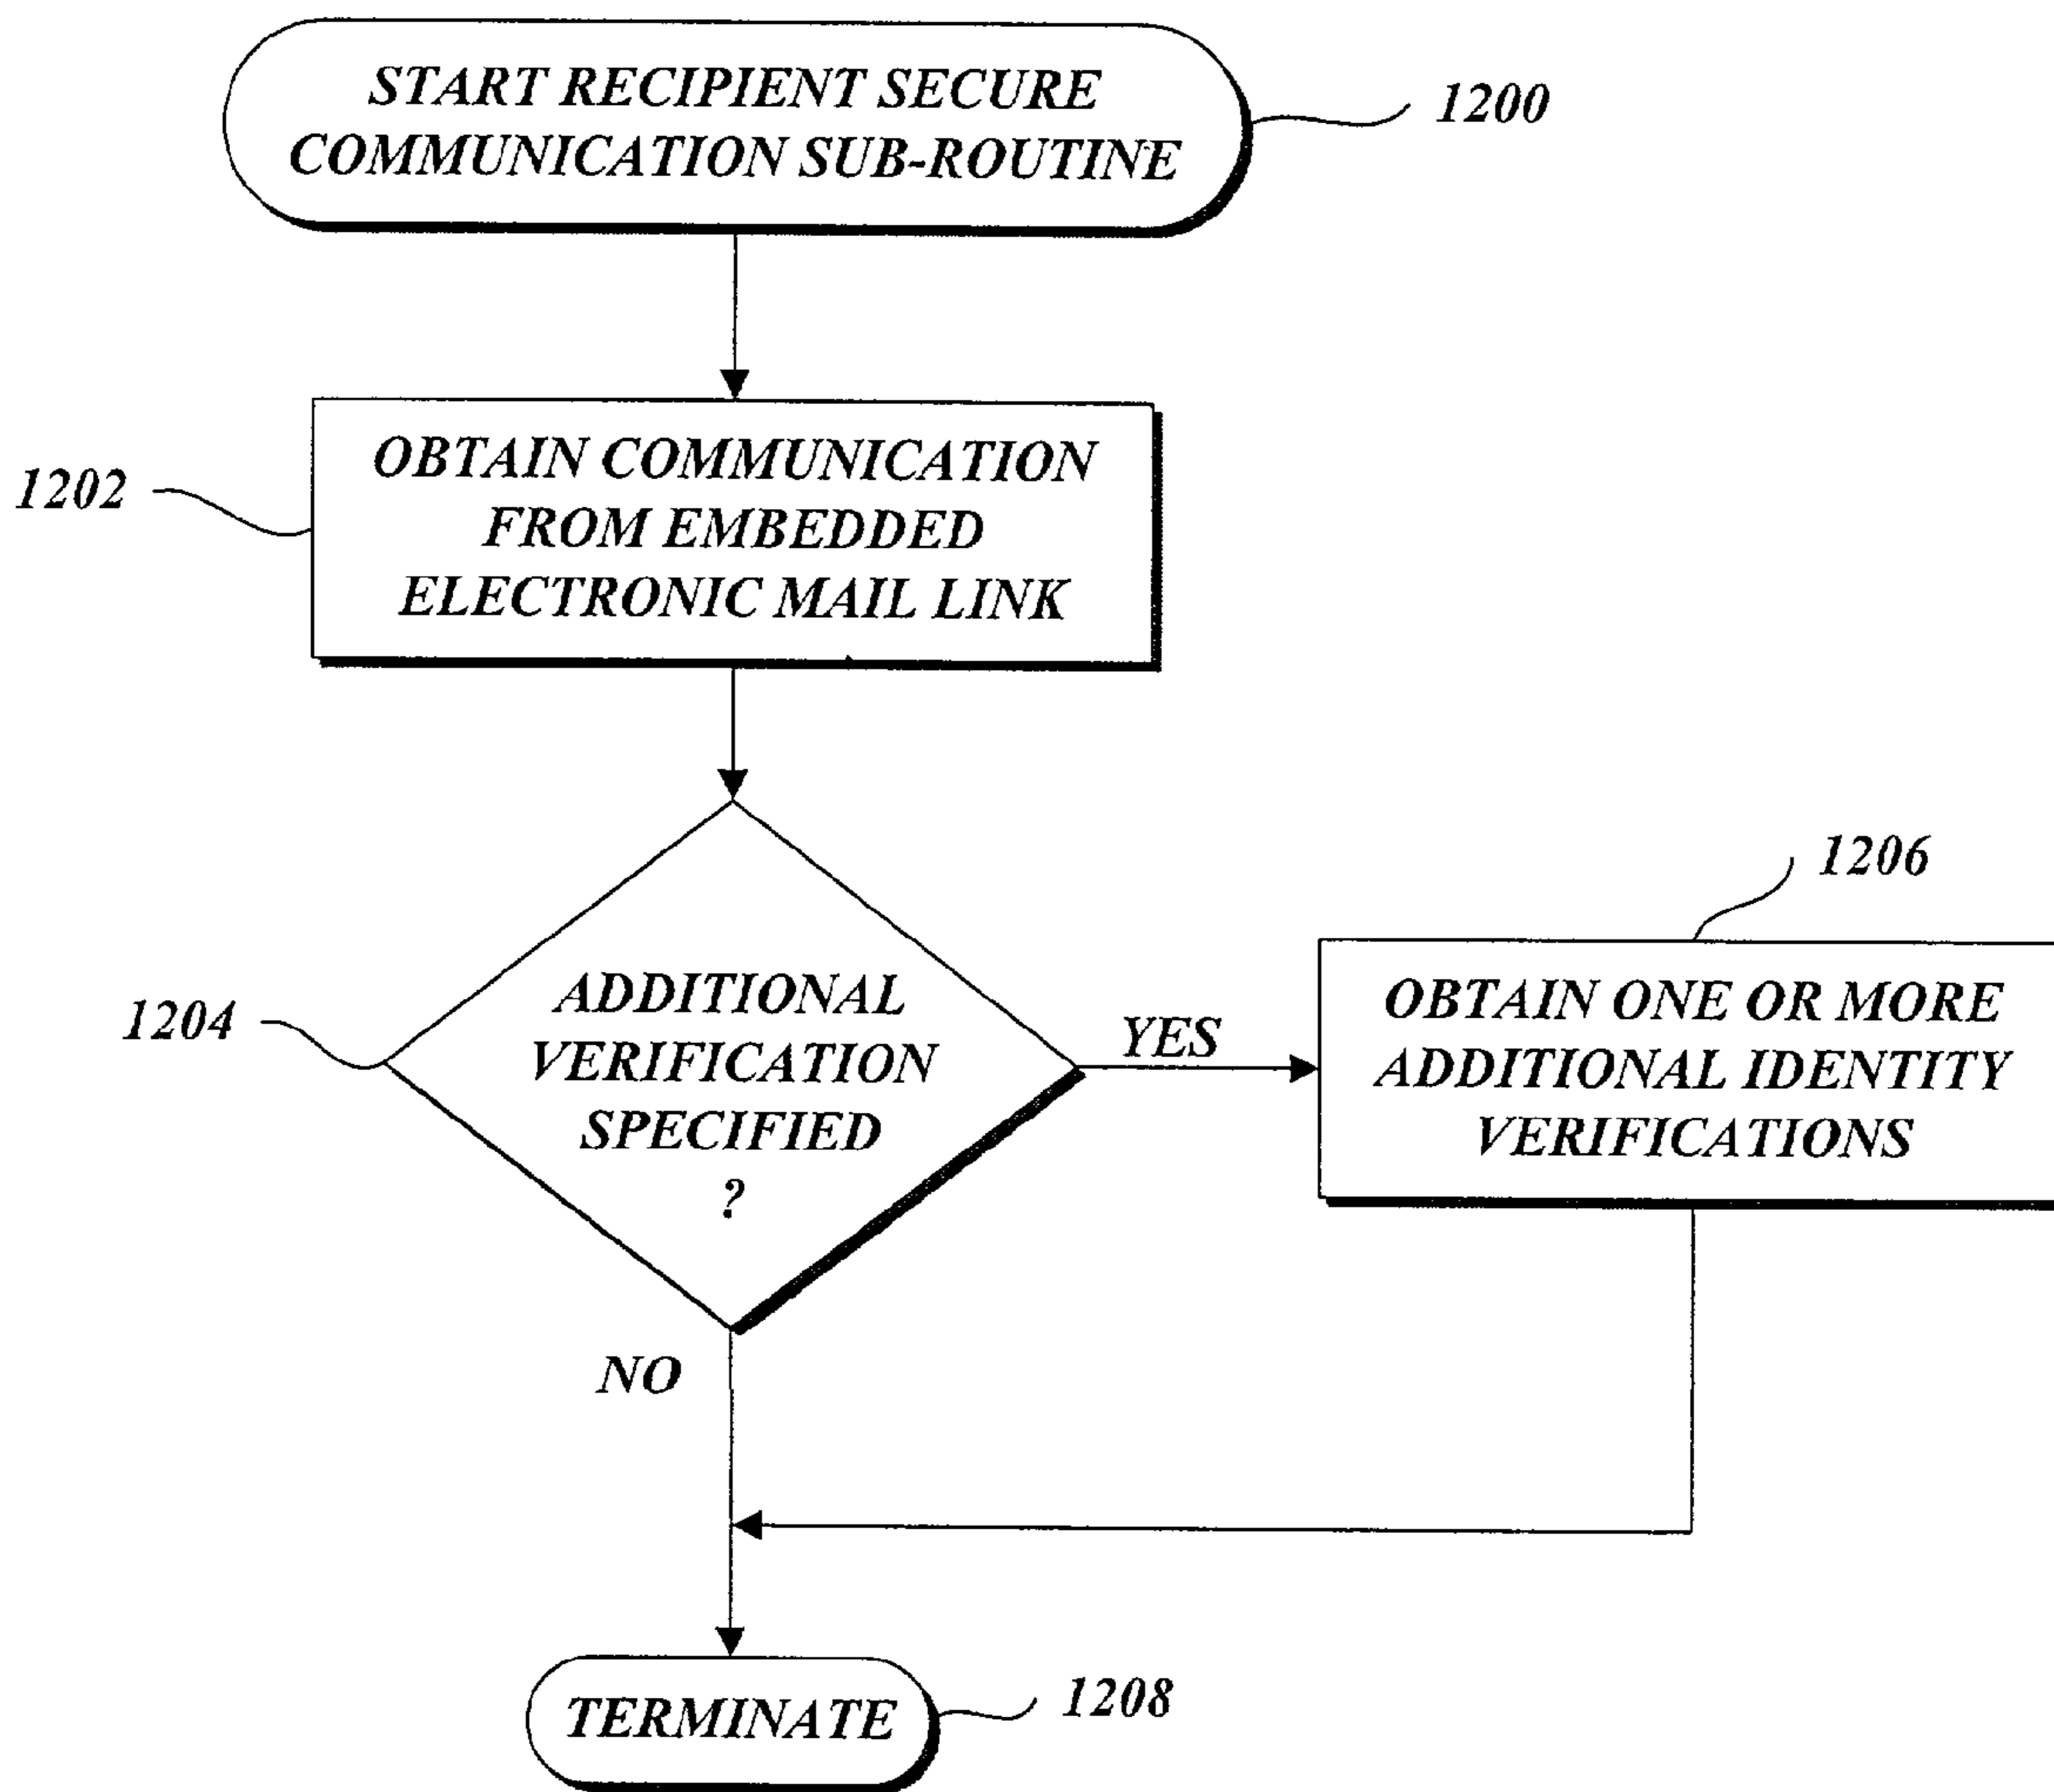 START RECIPIENT SECURE
COMMUNICATION SUB-ROUTINE
1200
OBTAIN COMMUNICATION
FROM EMBEDDED
ELECTRONIC MAIL LINK
1202
ADDITIONAL
VERIFICATION
SPECIFIED
?
1204
YES
1206
OBTAIN ONE OR MORE
ADDITIONAL IDENTITY
VERIFICATIONS
NO
TERMINATE
1208